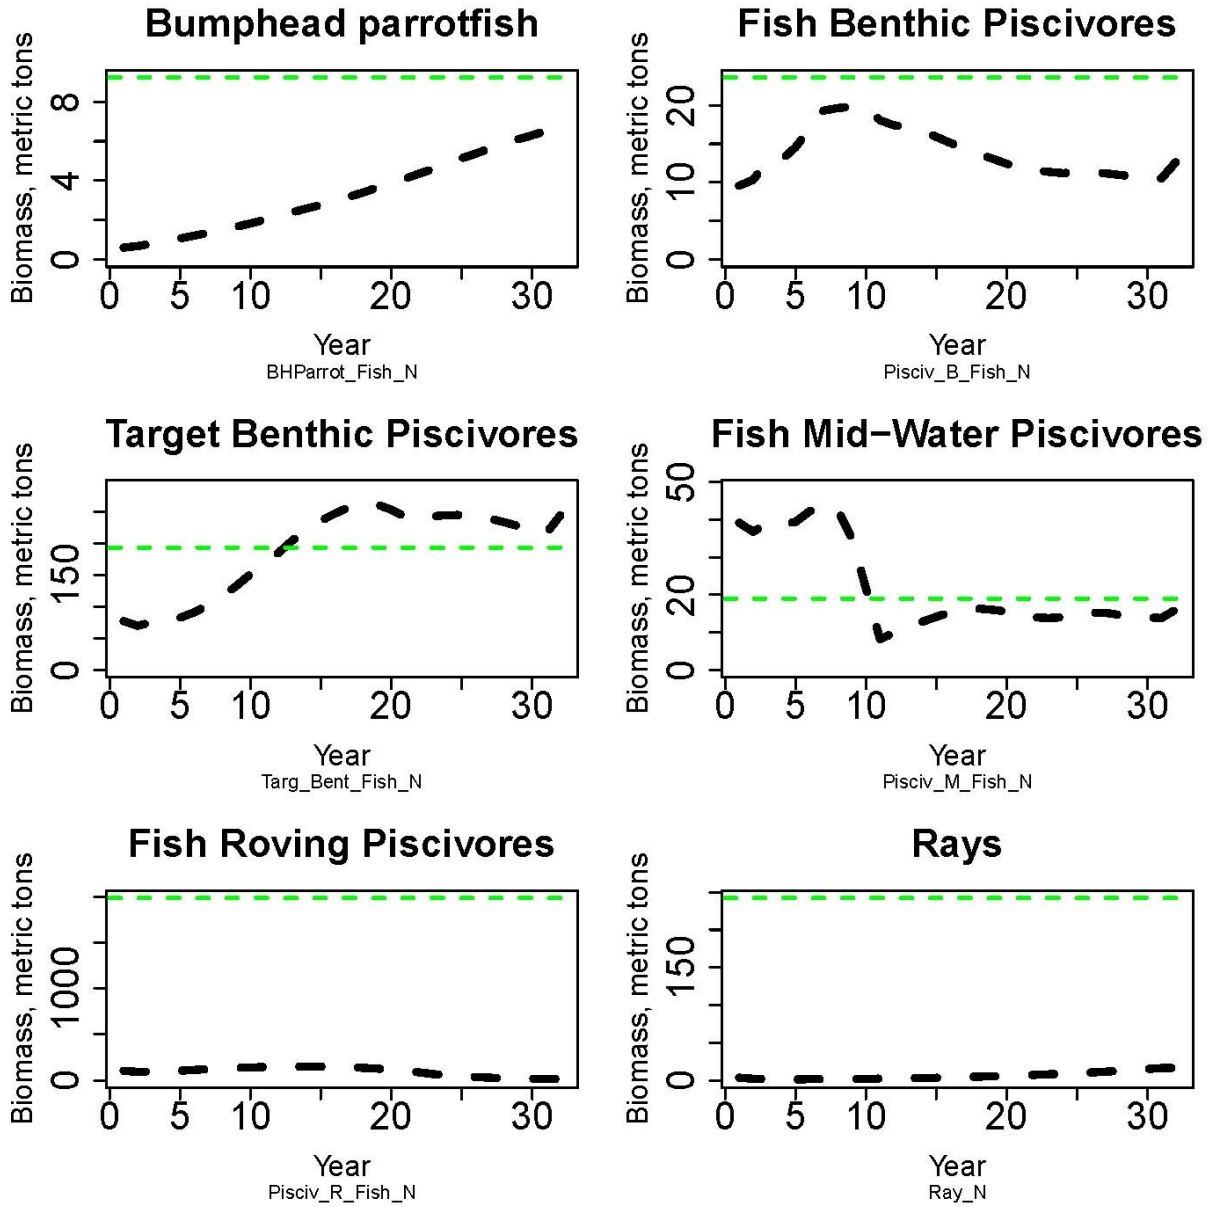 Bumphead parrotfish
Biomass, metric tons
8
4
0
0 5 10 20 30
Year
BHParrot_Fish_N
Fish Benthic Piscivores
Biomass, metric tons
20
10
0
0 5 10 20 30
Year
Pisciv_B_Fish_N
Target Benthic Piscivores
Biomass, metric tons
150
0
0 5 10 20 30
Year
Targ_Bent_Fish_N
Fish Mid−Water Piscivores
Biomass, metric tons
50
20
0
0 5 10 20 30
Year
Pisciv_M_Fish_N
Fish Roving Piscivores
Biomass, metric tons
1000
0
0 5 10 20 30
Year
Pisciv_R_Fish_N
Rays
Biomass, metric tons
150
0
0 5 10 20 30
Year
Ray_N